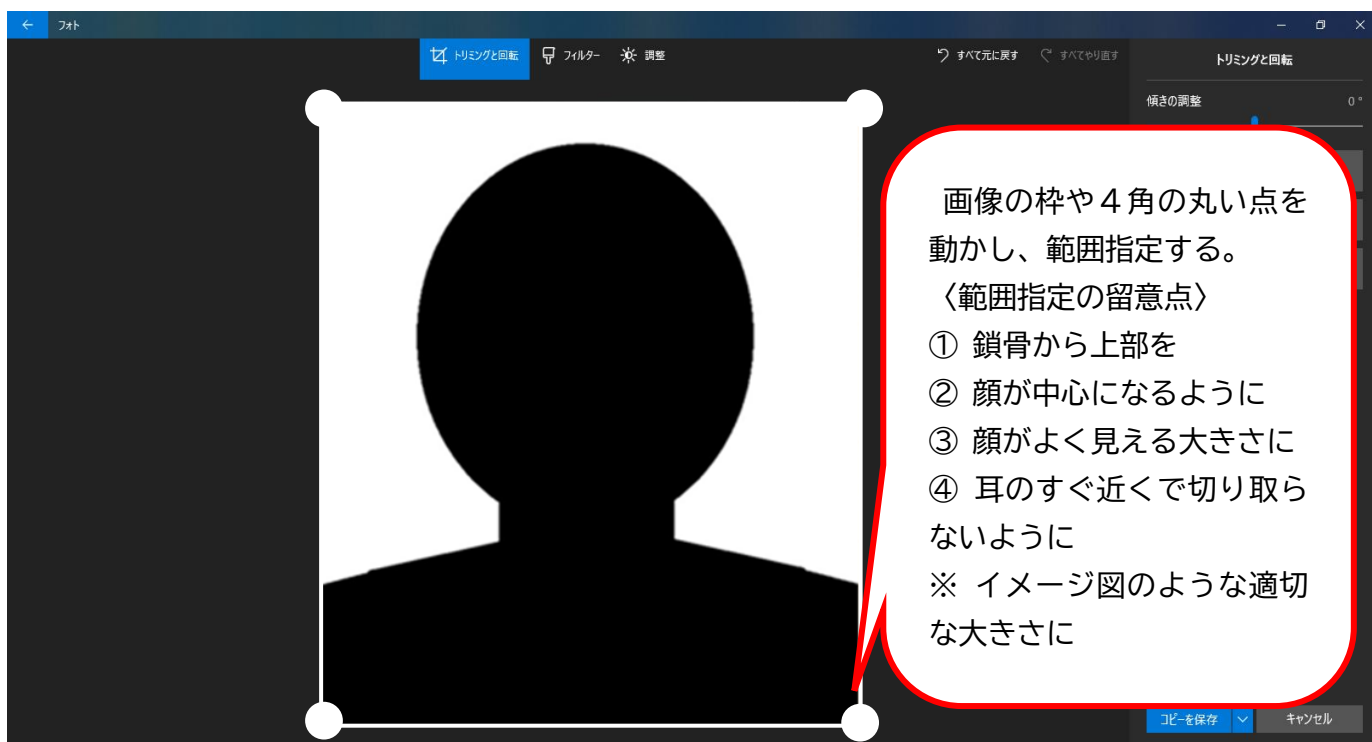 ← フォト
トリミングと回転 フィルター 調整 すべて元に戻す すべてやり直す
トリミングと回転
傾きの調整 0°
画像の枠や4角の丸い点を
動かし、範囲指定する。
〈範囲指定の留意点〉
① 鎖骨から上部を
② 顔が中心になるように
③ 顔がよく見える大きさに
④ 耳のすぐ近くで切り取ら
ないように
※ イメージ図のような適切
な大きさに
コピーを保存 キャンセル